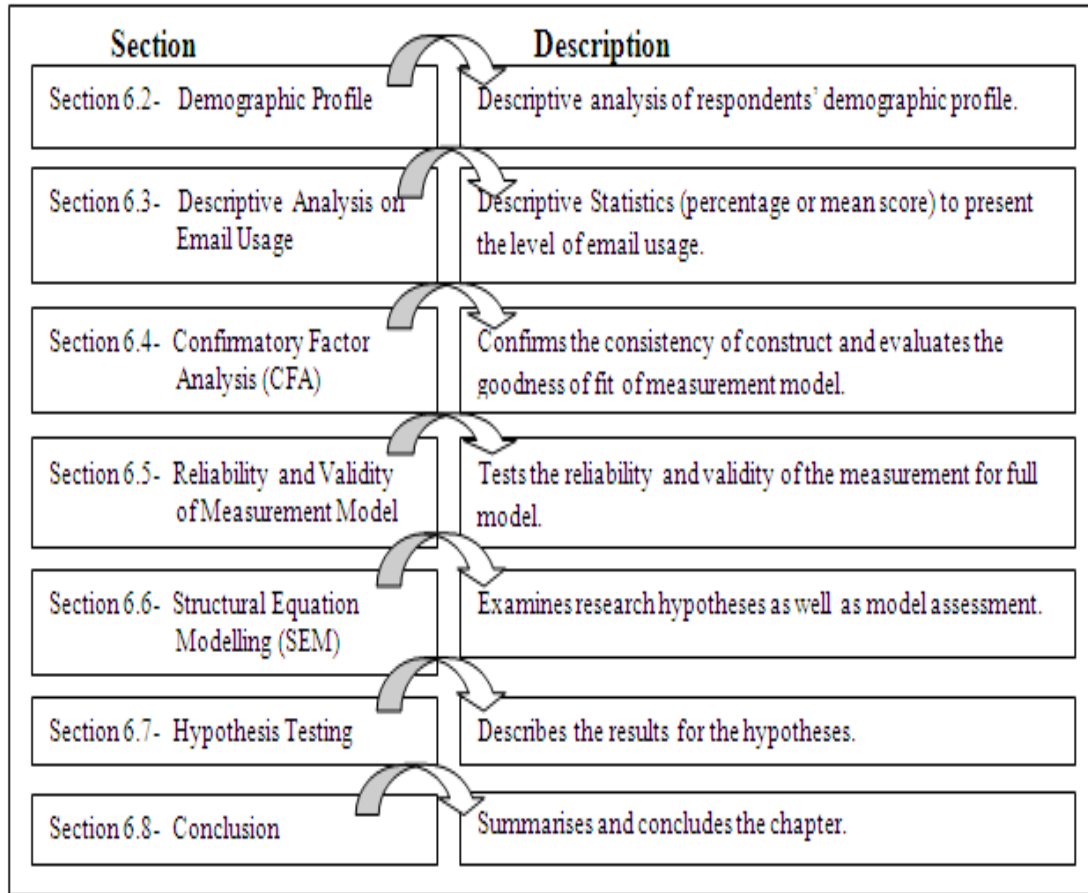 Section Description
Section 6.2- Demographic Profile
Descriptive analysis of respondents' demographic profile.
Section 6.3- Descriptive Analysis on
Email Usage
Descriptive Statistics (percentage or mean score) to present
the level of email usage.
Section 6.4- Confirmatory Factor
Analysis (CFA)
Confirms the consistency of construct and evaluates the
goodness of fit of measurement model.
Section 6.5- Reliability and Validity
of Measurement Model
Tests the reliability and validity of the measurement for full
model.
Section 6.6- Structural Equation
Modelling (SEM)
Examines research hypotheses as well as model assessment.
Section 6.7- Hypothesis Testing
Describes the results for the hypotheses.
Section 6.8- Conclusion
Summarises and concludes the chapter.